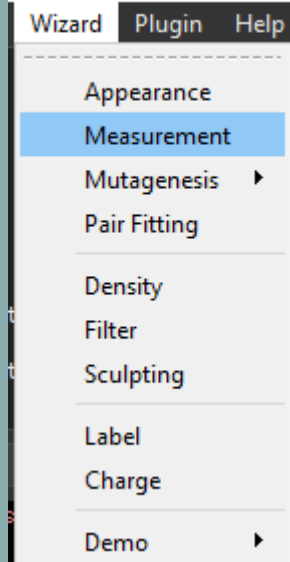 Wizard Plugin Help
Appearance
Measurement
Mutagenesis
Pair Fitting
Density
Filter
Sculpting
Label
Charge
Demo